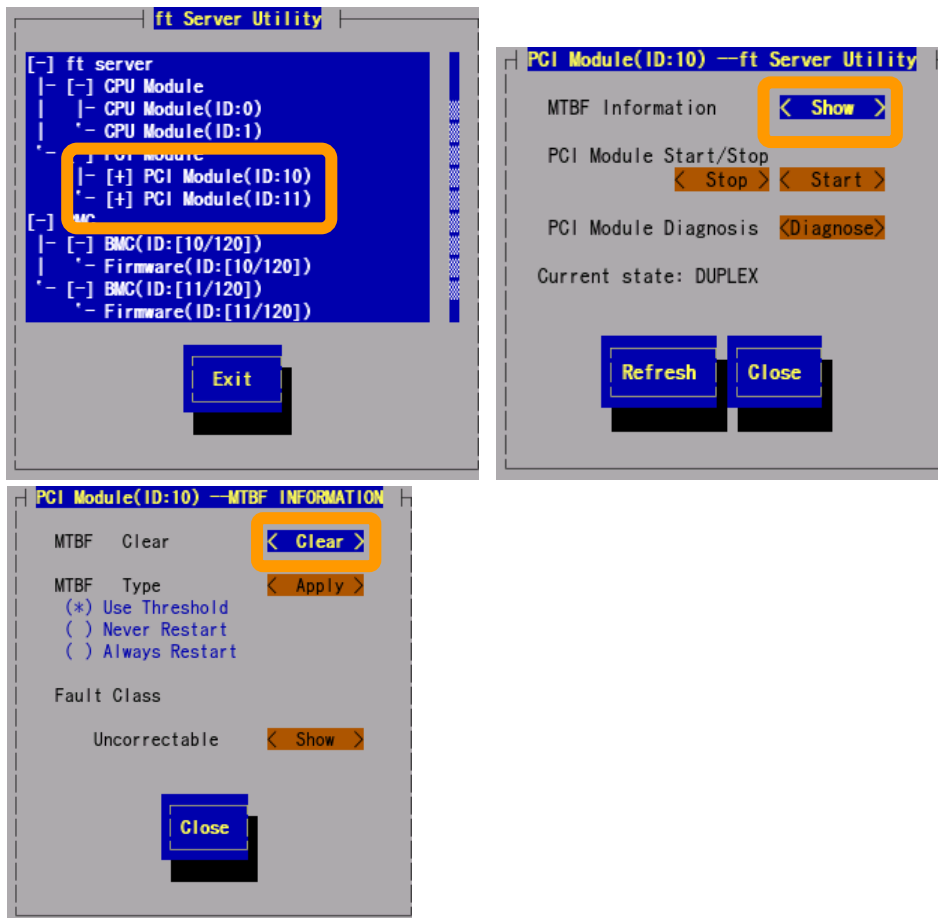 ft Server Utility
[-] ft server
|- [-] CPU Module
| |- CPU Module(ID:0)
| '- CPU Module(ID:1)
'- [-] PCI Module
|- [+] PCI Module(ID:10)
'- [+] PCI Module(ID:11)
[-] BMC
|- [-] BMC(ID:[10/120])
| '- Firmware(ID:[10/120])
'- [-] BMC(ID:[11/120])
'- Firmware(ID:[11/120])
Exit
PCI Module(ID:10) --ft Server Utility
MTBF Information < Show >
PCI Module Start/Stop
< Stop > < Start >
PCI Module Diagnosis <Diagnose>
Current state: DUPLEX
Refresh Close
PCI Module(ID:10) --MTBF INFORMATION
MTBF Clear < Clear >
MTBF Type < Apply >
(*) Use Threshold
( ) Never Restart
( ) Always Restart
Fault Class
Uncorrectable < Show >
Close